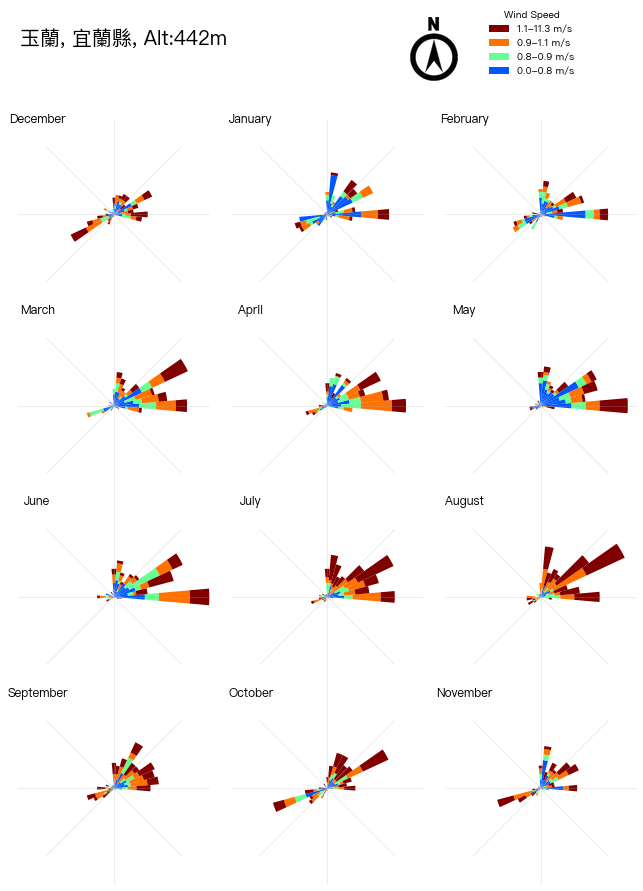 玉蘭, 宜蘭縣, Alt:442m
N
Wind Speed
1.1–11.3 m/s
0.9–1.1 m/s
0.8–0.9 m/s
0.0–0.8 m/s
December
January
February
March
April
May
June
July
August
September
October
November